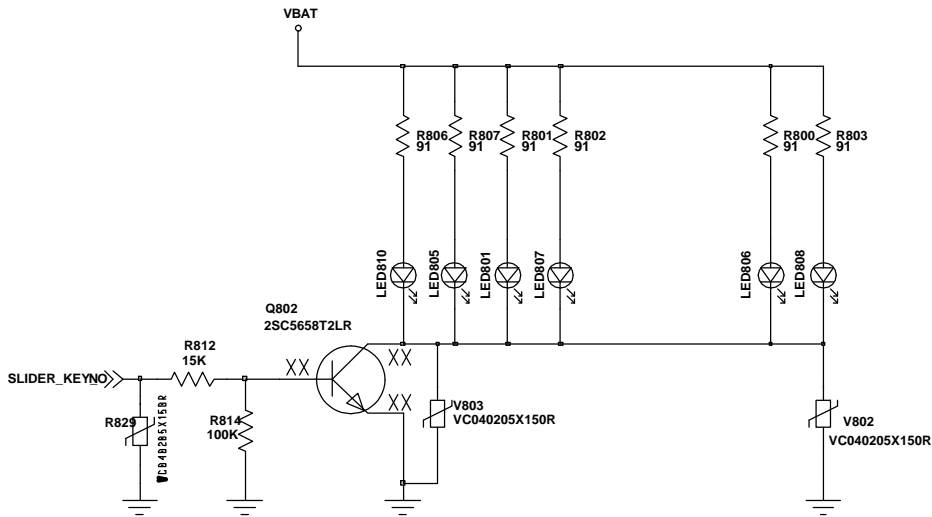 VBAT
R806
91
R807
91
R801
91
R802
91
R800
91
R803
91
LED810
LED805
LED801
LED807
LED806
LED808
Q802
2SC5658T2LR
R812
15K
XX
XX
XX
SLIDER_KEYNO
R829
R814
100K
V803
VC040205X150R
V802
VC040205X150R